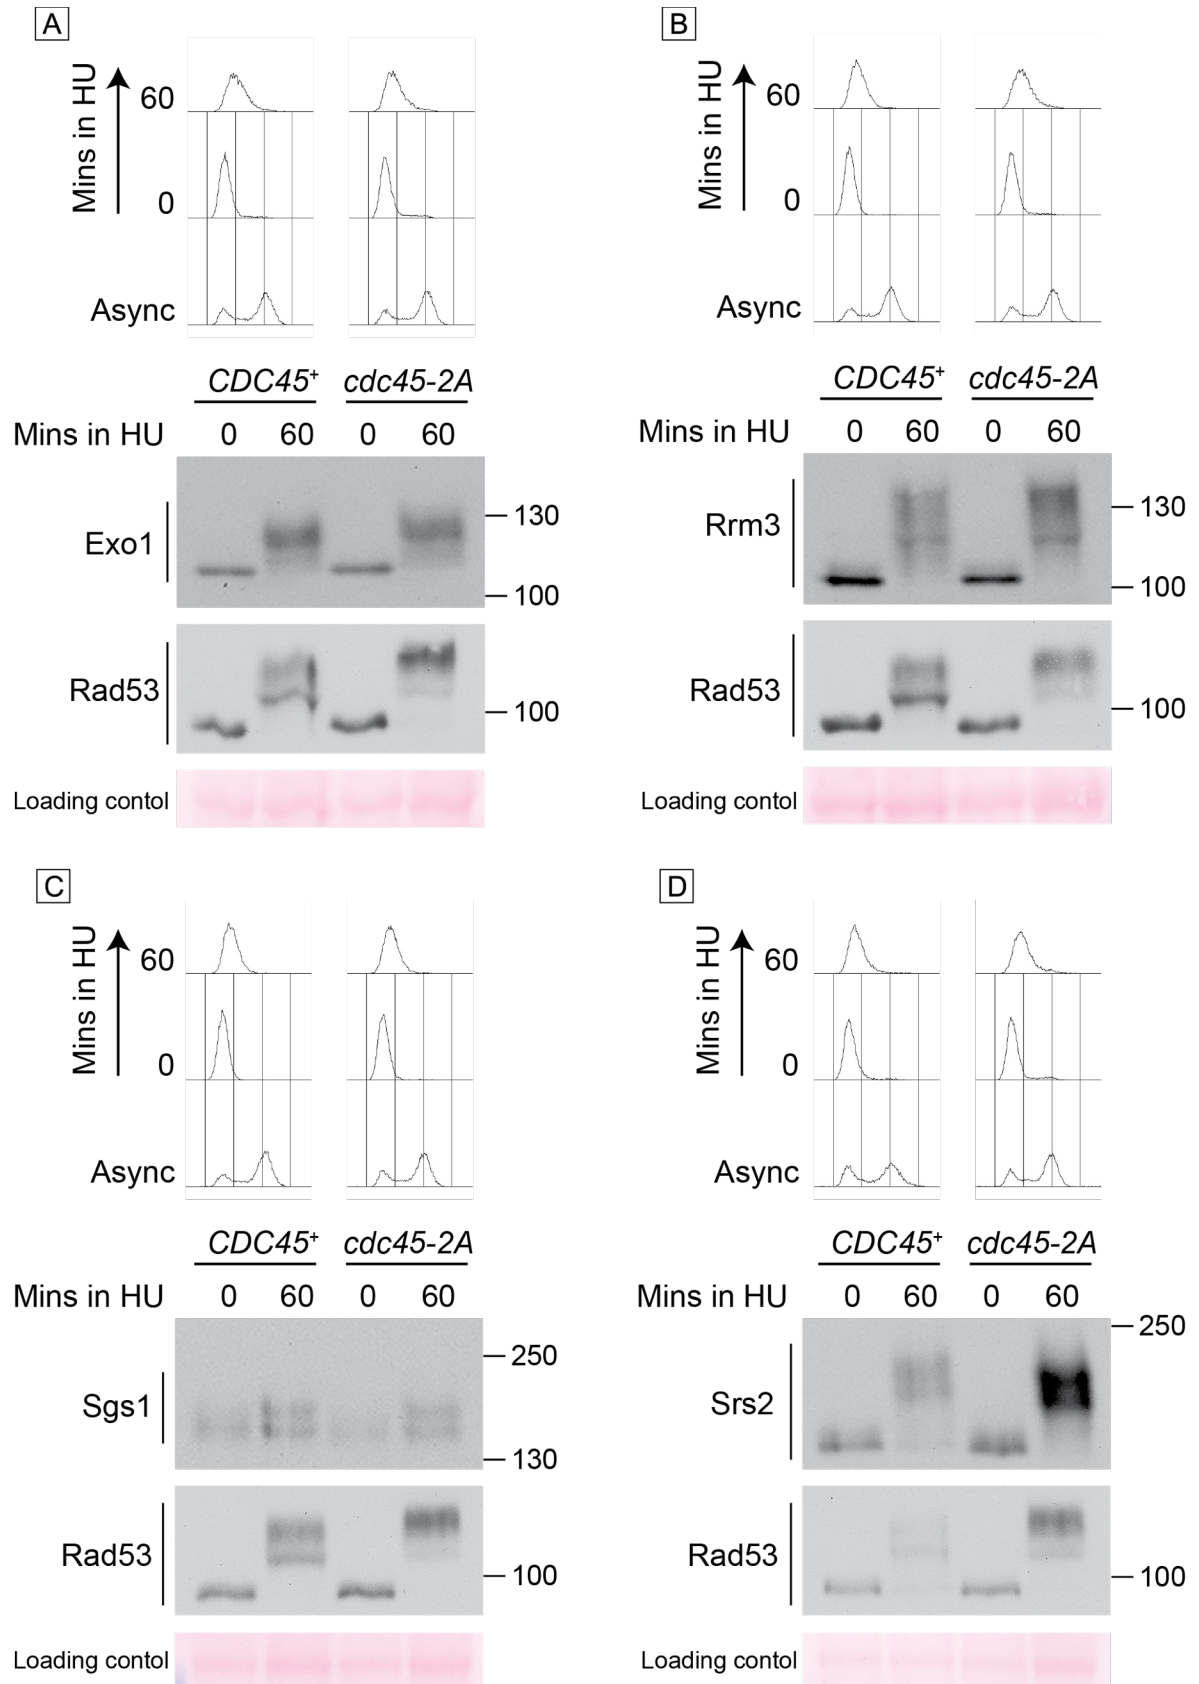 A
Mins in HU
60
0
Async
CDC45+ cdc45-2A
Mins in HU 0 60 0 60
Exo1
130
100
Rad53
100
Loading contol
B
Mins in HU
60
0
Async
CDC45+ cdc45-2A
Mins in HU 0 60 0 60
Rrm3
130
100
Rad53
100
Loading contol
C
Mins in HU
60
0
Async
CDC45+ cdc45-2A
Mins in HU 0 60 0 60
Sgs1
250
130
Rad53
100
Loading contol
D
Mins in HU
60
0
Async
CDC45+ cdc45-2A
Mins in HU 0 60 0 60
Srs2
250
Rad53
100
Loading contol